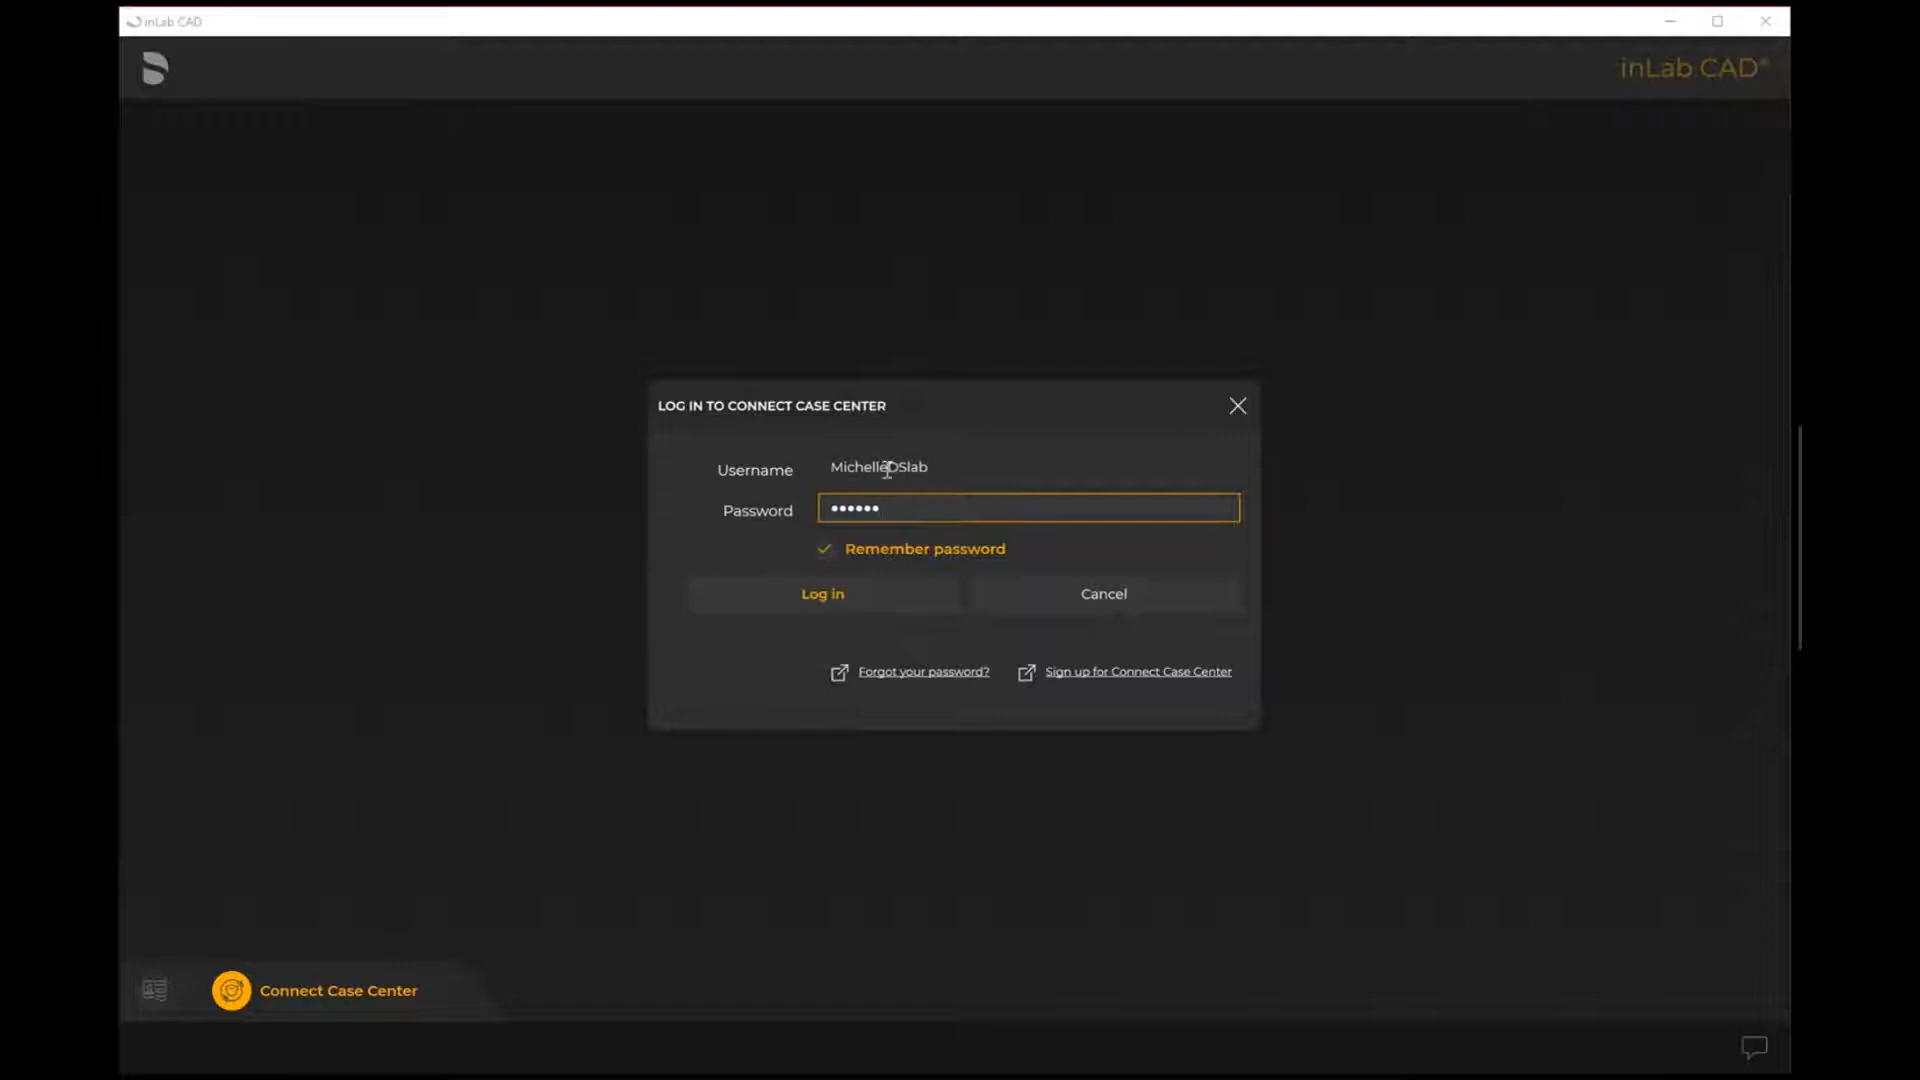 inLab CAD
inLab CAD®
LOG IN TO CONNECT CASE CENTER
Username MichelleDSlab
Password ••••••
Remember password
Log in Cancel
Forgot your password? Sign up for Connect Case Center
Connect Case Center